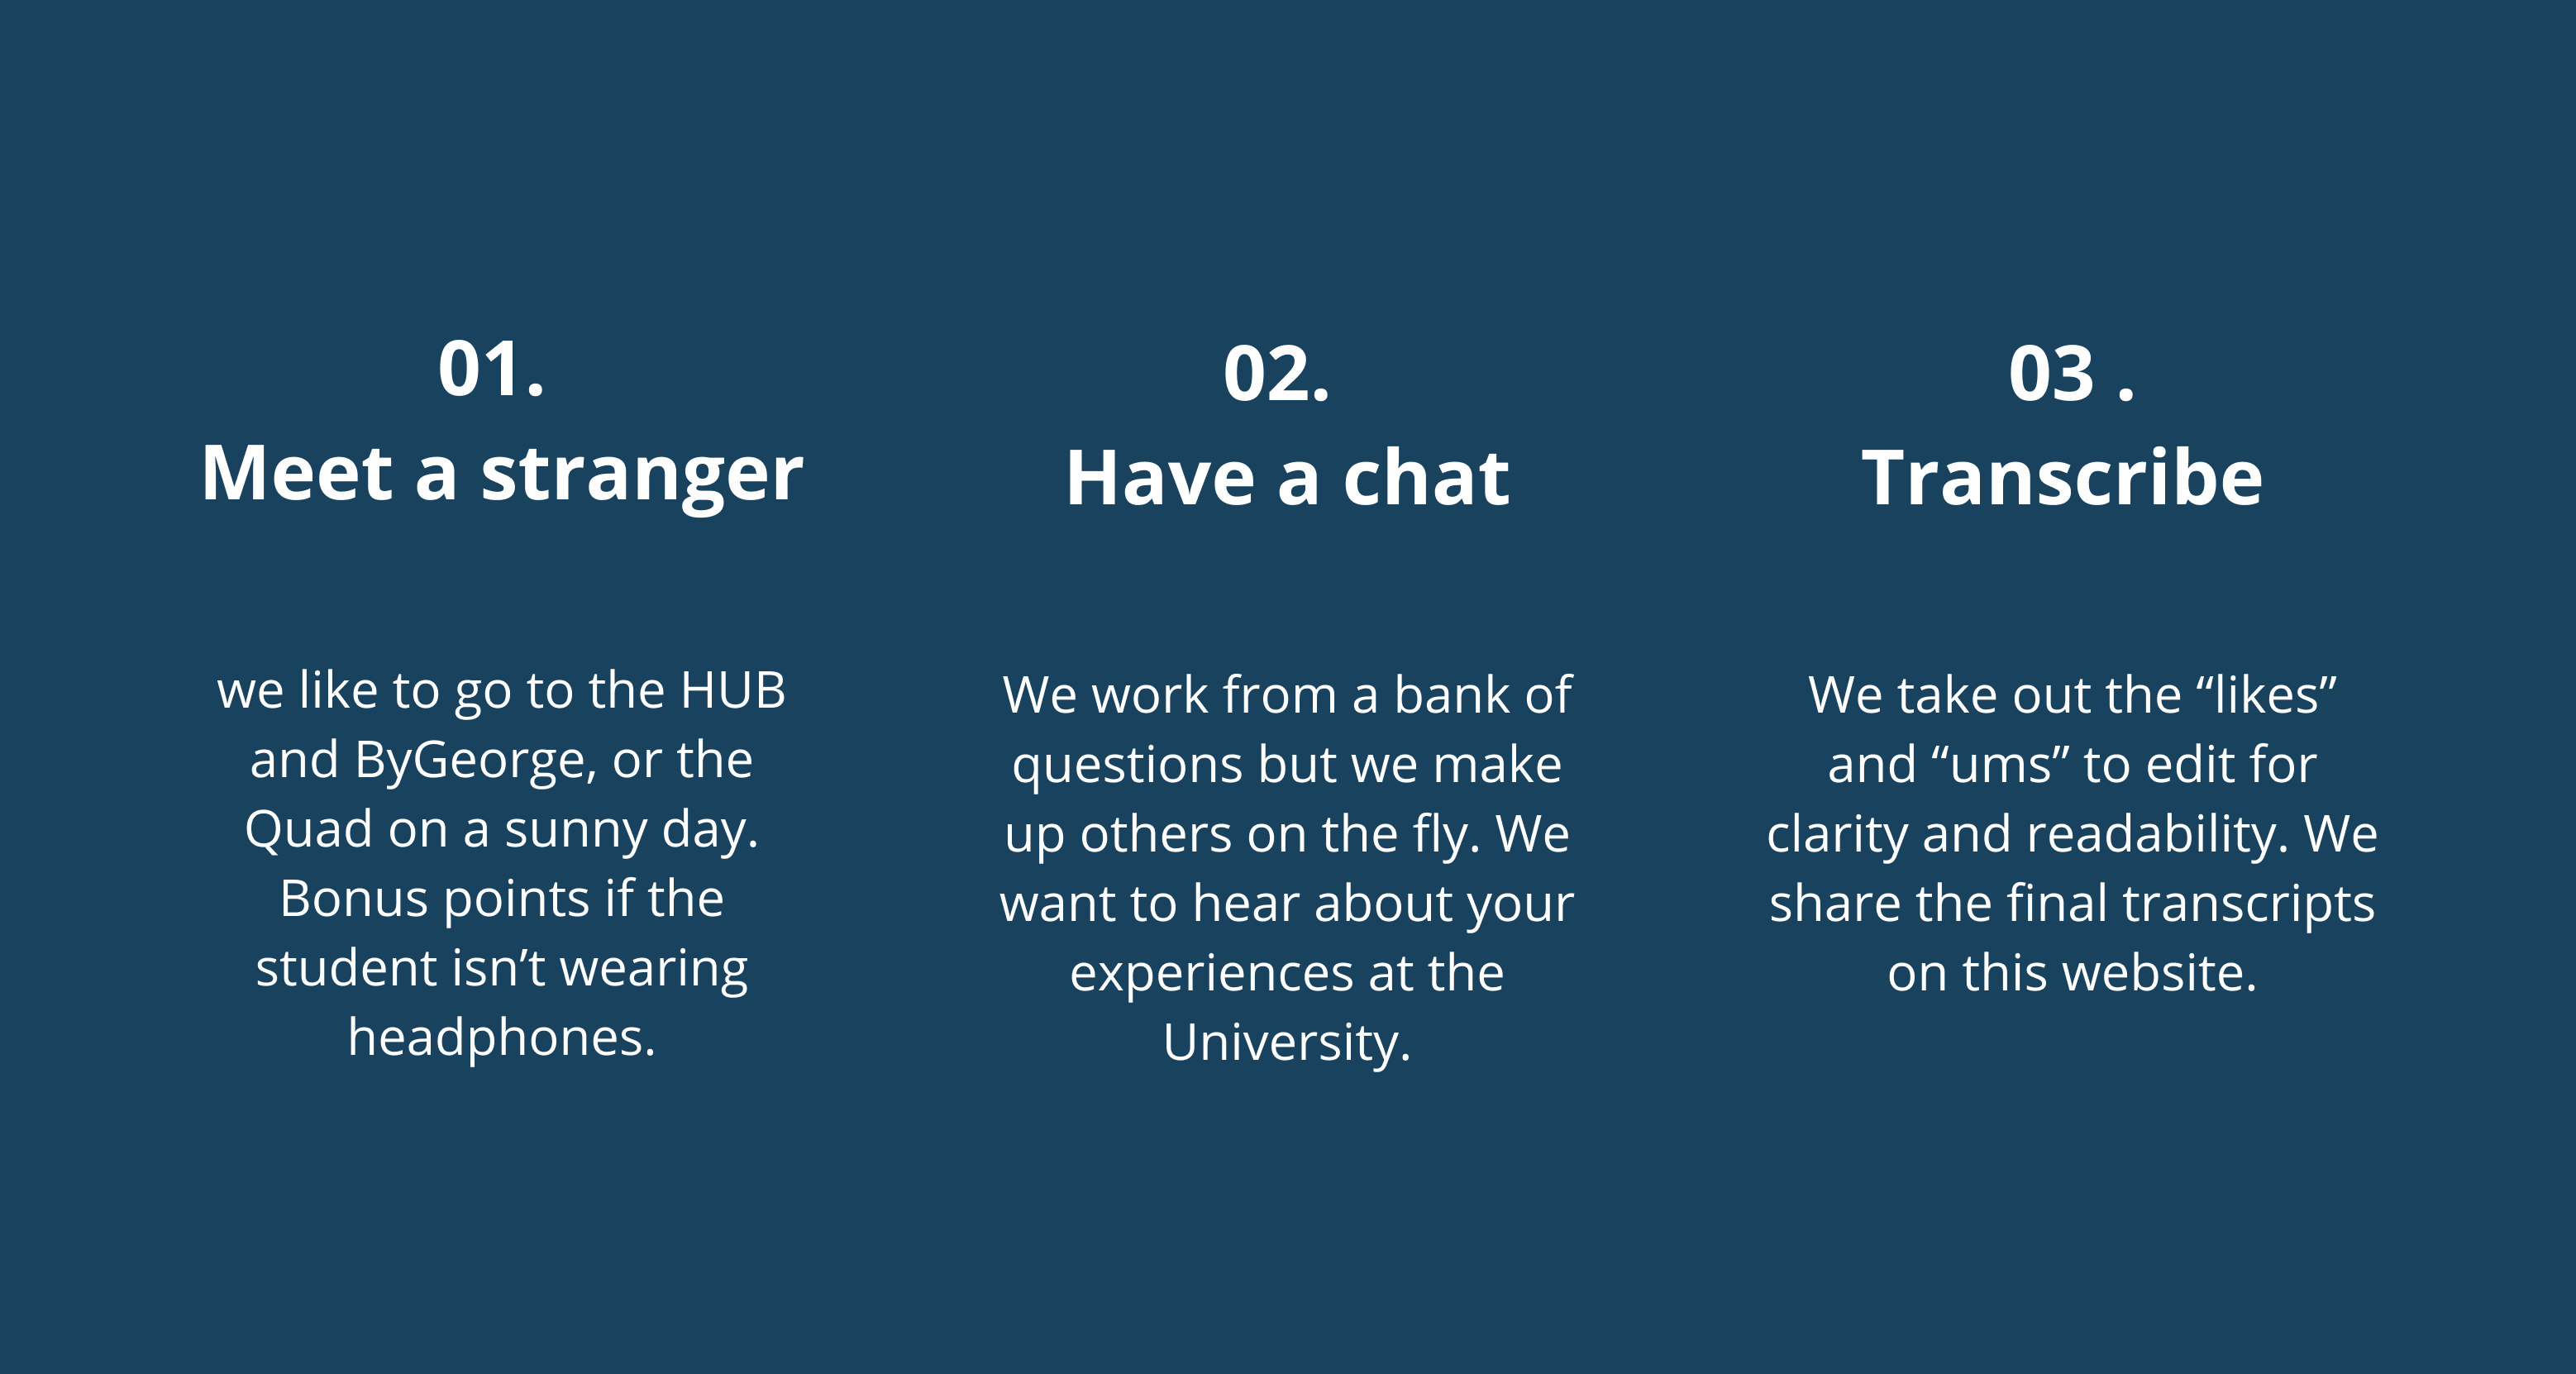 01.
Meet a stranger
we like to go to the HUB
and ByGeorge, or the
Quad on a sunny day.
Bonus points if the
student isn’t wearing
headphones.
02.
Have a chat
We work from a bank of
questions but we make
up others on the fly. We
want to hear about your
experiences at the
University.
03 .
Transcribe
We take out the “likes”
and “ums” to edit for
clarity and readability. We
share the final transcripts
on this website.